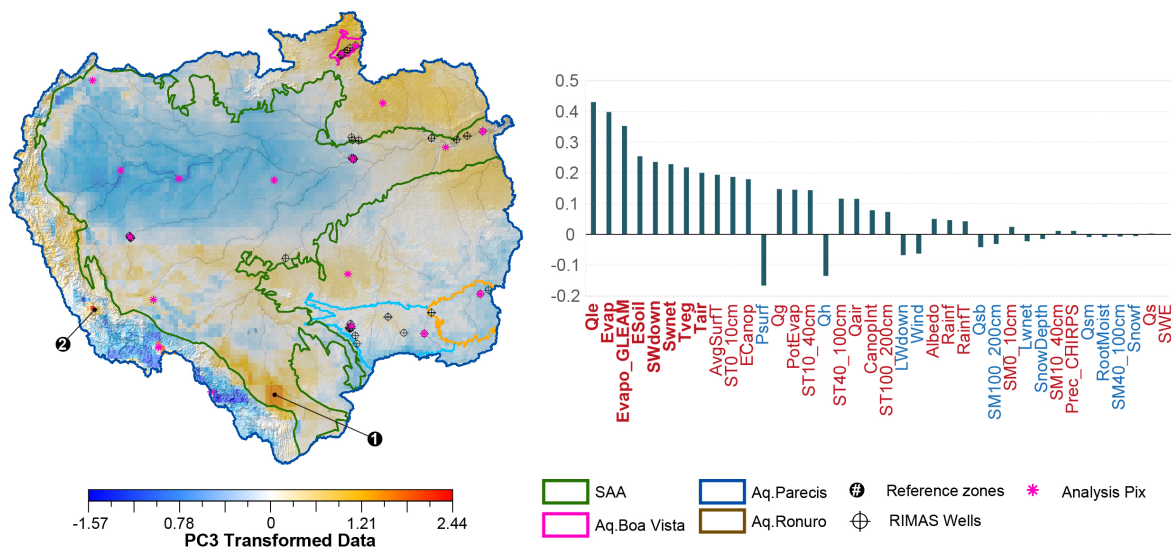 0.5
0.4
0.3
0.2
0.1
0
-0.1
-0.2
Qle
Evap
Evapo_GLEAM
ESoil
SWdown
Swnet
Tveg
Tair
AvgSurfT
ST0_10cm
ECanop
Psurf
Qg
PotEvap
ST10_40cm
Qh
ST40_100cm
Qair
CanopInt
ST100_200cm
LWdown
Wind
Albedo
Rainf
RainfT
Qsb
SM100_200cm
SM0_10cm
Lwnet
SnowDepth
SM10_40cm
Prec_CHIRPS
Qsm
RootMoist
SM40_100cm
Snowf
Qs
SWE
2
1
-1.57 0.78 0 1.21 2.44
PC3 Transformed Data
SAA
Aq.Boa Vista
Aq.Parecis
Aq.Ronuro
# Reference zones
RIMAS Wells
Analysis Pix